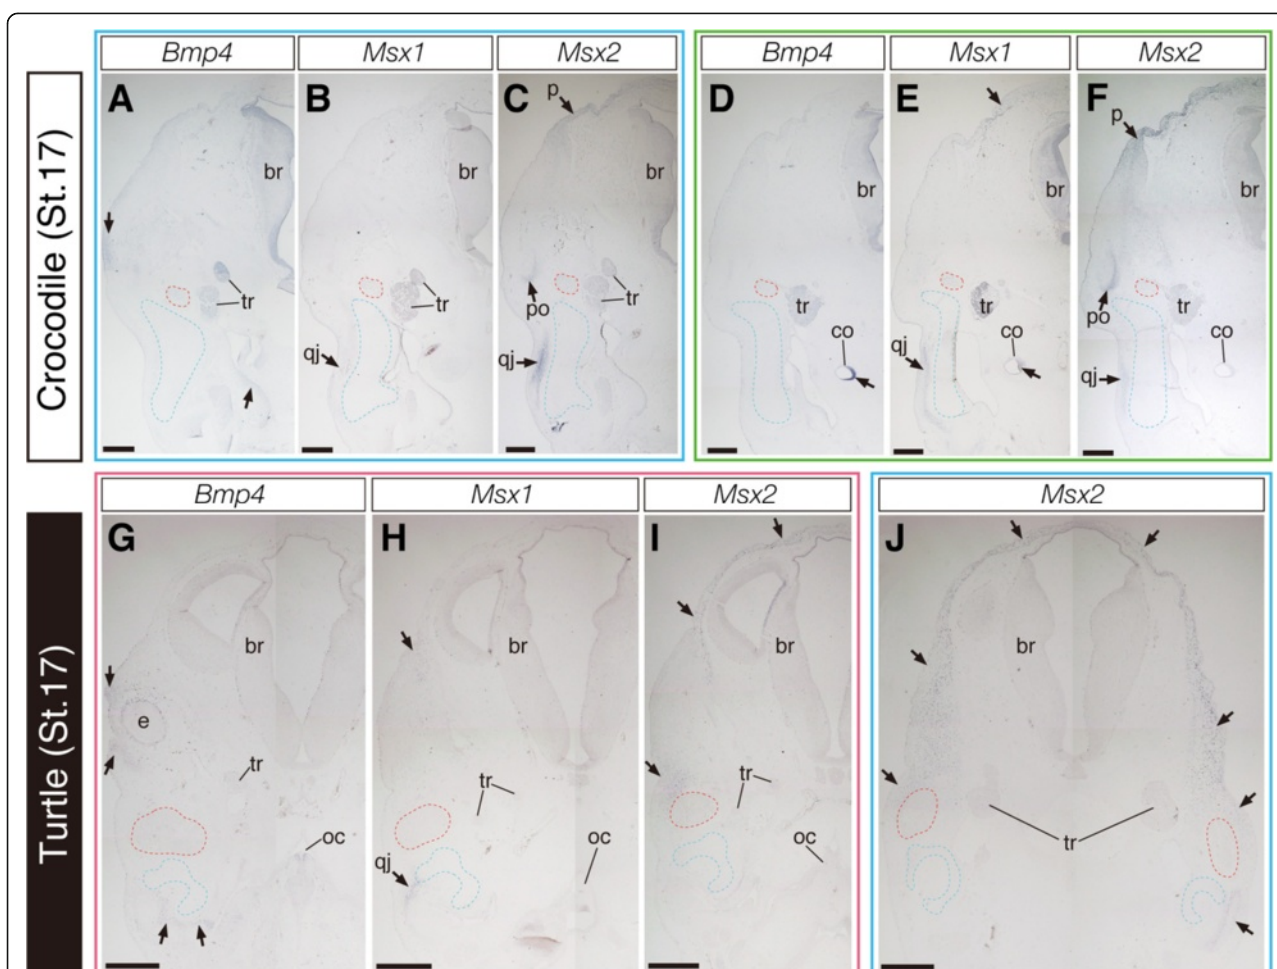 Bmp4
Msx1
Msx2
Bmp4
Msx1
Msx2
Crocodile (St.17)
A
br
tr
B
br
tr
qj
C
p
br
po
tr
qj
D
br
tr
co
E
br
tr
co
qj
F
p
br
po
tr
co
qj
Bmp4
Msx1
Msx2
Msx2
Turtle (St.17)
G
br
e
tr
oc
H
br
tr
oc
qj
I
br
tr
oc
J
br
tr